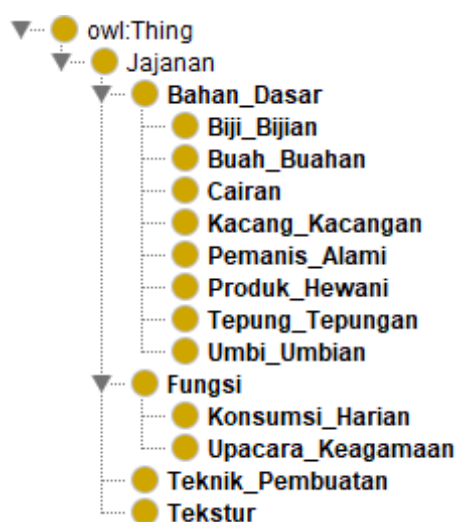 owl:Thing
Jajanan
Bahan_Dasar
Biji_Bijian
Buah_Buahan
Cairan
Kacang_Kacangan
Pemanis_Alami
Produk_Hewani
Tepung_Tepungan
Umbi_Umbian
Fungsi
Konsumsi_Harian
Upacara_Keagamaan
Teknik_Pembuatan
Tekstur